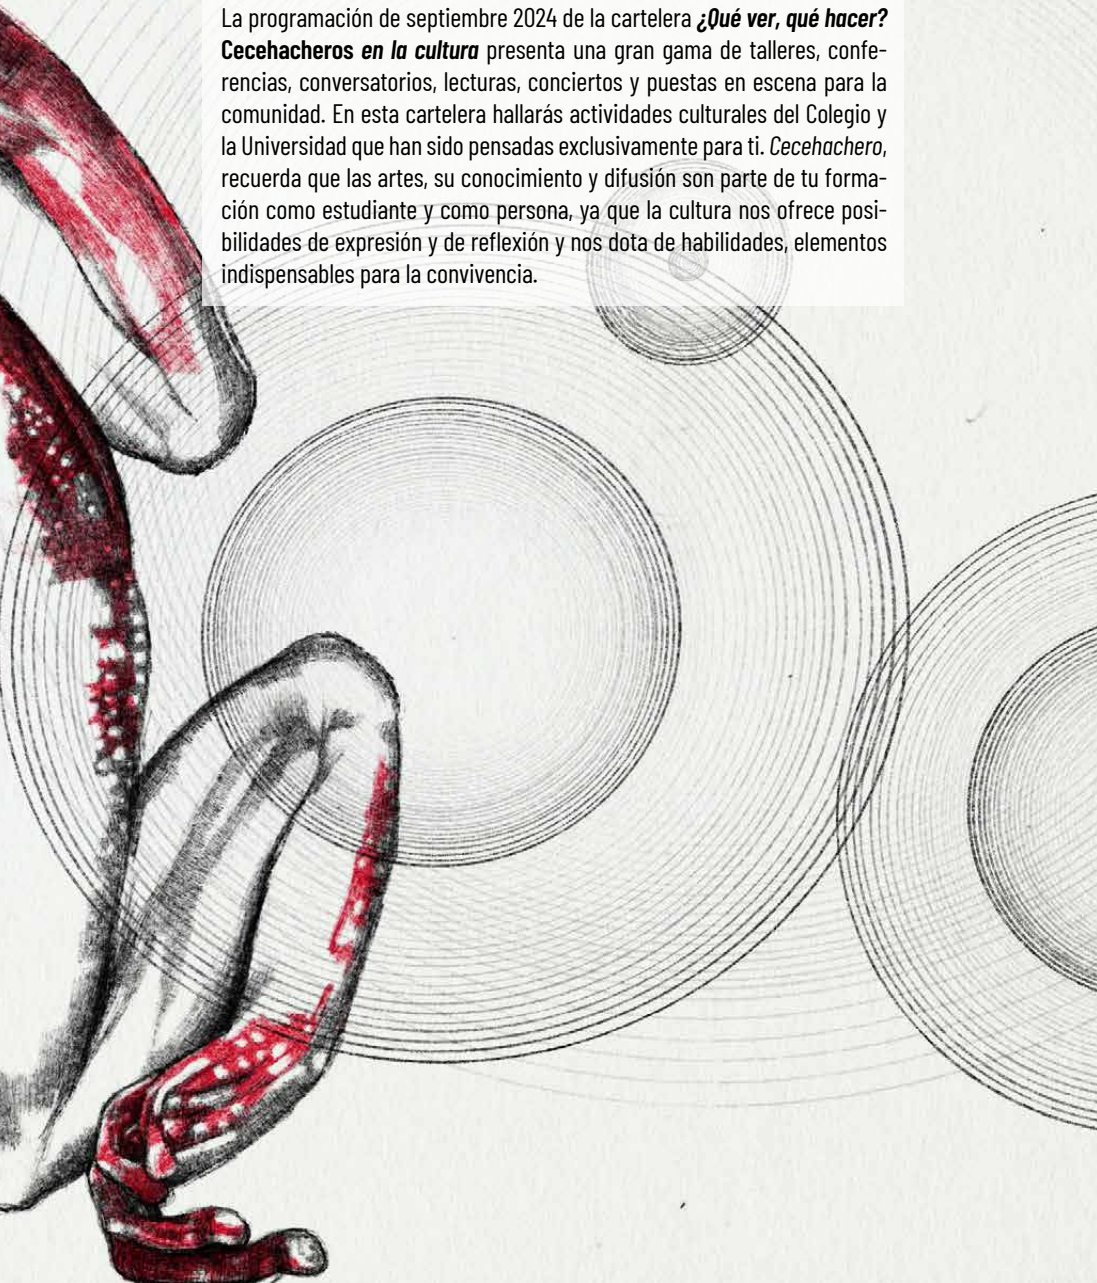 La programación de septiembre 2024 de la cartelera ¿Qué ver, qué hacer?
Cecehacheros en la cultura presenta una gran gama de talleres, confe-
rencias, conversatorios, lecturas, conciertos y puestas en escena para la
comunidad. En esta cartelera hallarás actividades culturales del Colegio y
la Universidad que han sido pensadas exclusivamente para ti. Cecehachero,
recuerda que las artes, su conocimiento y difusión son parte de tu forma-
ción como estudiante y como persona, ya que la cultura nos ofrece posi-
bilidades de expresión y de reflexión y nos dota de habilidades, elementos
indispensables para la convivencia.